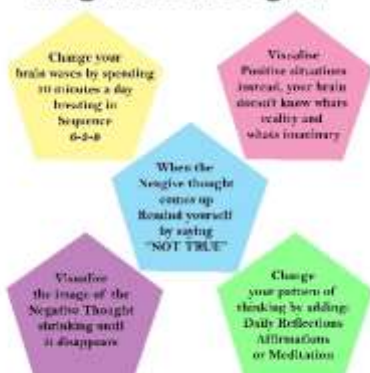 Change your
brain waves by spending
10 minutes a day
breating in
Sequence
Visualise
Positive situations
instead, your brain
doesn't know whats
reality and
whats imaginary
When the
Nengive thought
comes up
Remind yourself
by saying
"NOT TRUE"
Visualize
the image of the
Negative Thought
shrinking until
it disappears
Change
your pattern of
thinking by adding:
Daily Reflections
Affirmations
or Meditation